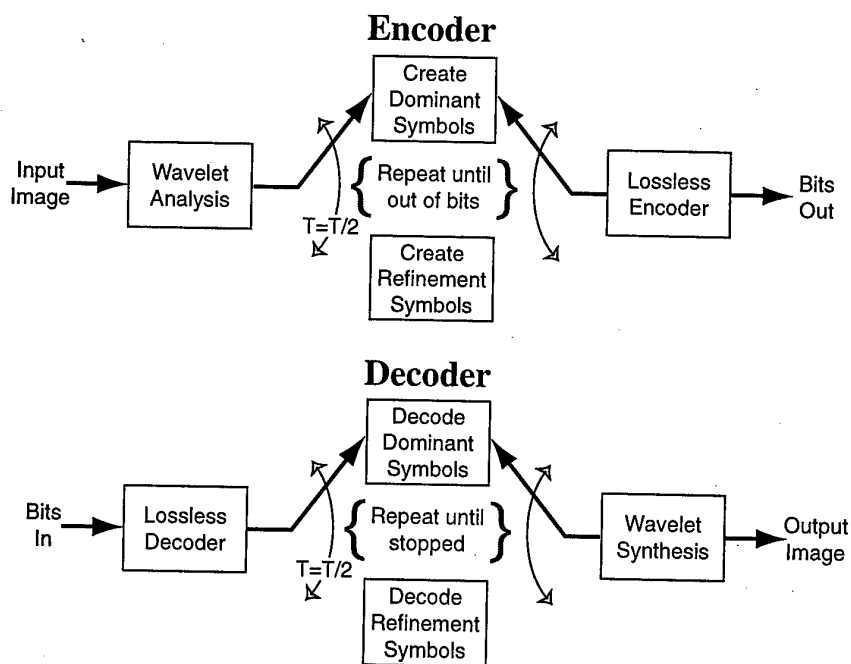 Encoder
Create
Dominant
Symbols
Input
Image
Wavelet
Analysis
{ Repeat until }
out of bits
Lossless
Encoder
Bits
Out
T=T/2
Create
Refinement
Symbols
Decoder
Decode
Dominant
Symbols
Bits
In
Lossless
Decoder
{ Repeat until }
stopped
Wavelet
Synthesis
Output
Image
T=T/2
Decode
Refinement
Symbols